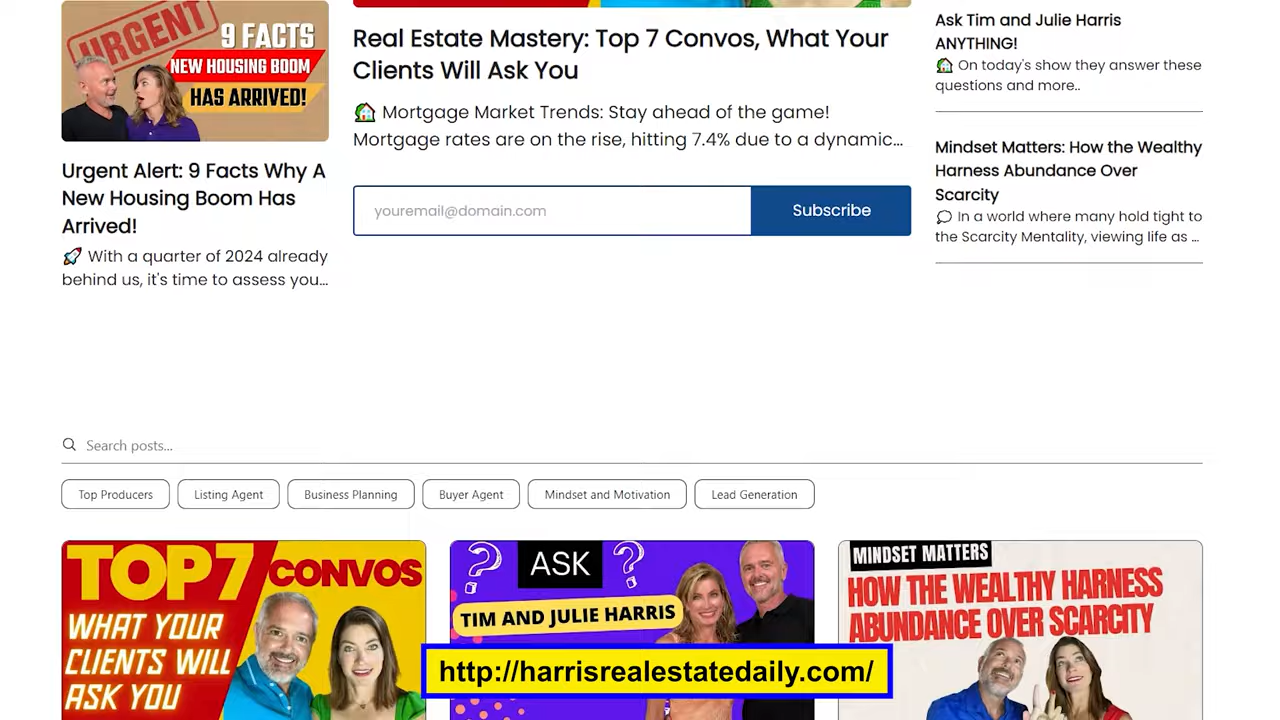 URGENT
9 FACTS
NEW HOUSING BOOM
HAS ARRIVED!
Urgent Alert: 9 Facts Why A
New Housing Boom Has
Arrived!
🚀 With a quarter of 2024 already
behind us, it's time to assess you...
Real Estate Mastery: Top 7 Convos, What Your
Clients Will Ask You
🏠 Mortgage Market Trends: Stay ahead of the game!
Mortgage rates are on the rise, hitting 7.4% due to a dynamic...
youremail@domain.com
Subscribe
Ask Tim and Julie Harris
ANYTHING!
🏠 On today's show they answer these
questions and more..
Mindset Matters: How the Wealthy
Harness Abundance Over
Scarcity
💭 In a world where many hold tight to
the Scarcity Mentality, viewing life as ...
Search posts...
Top Producers
Listing Agent
Business Planning
Buyer Agent
Mindset and Motivation
Lead Generation
TOP 7 CONVOS
WHAT YOUR
CLIENTS WILL
ASK YOU
? ASK ?
TIM AND JULIE HARRIS
MINDSET MATTERS
HOW THE WEALTHY HARNESS
ABUNDANCE OVER SCARCITY
http://harrisrealestatedaily.com/